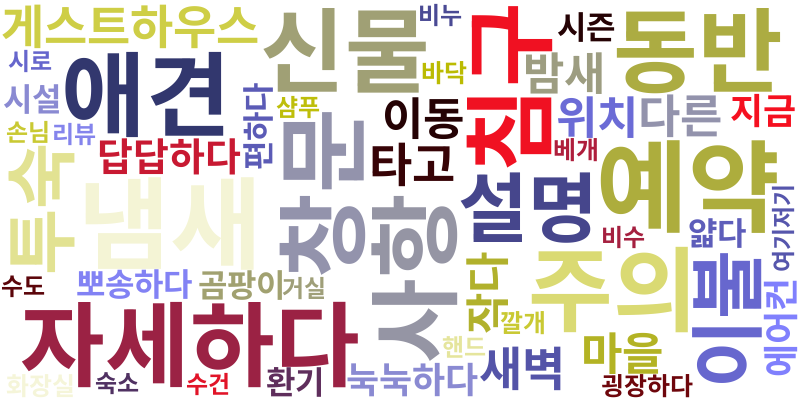 게스트하우스
신물
비누
침구
시즌
동반
시로
애견
바닥
밤새
시설
편하다
샴푸
이동
위치
다른
지금
손님
리뷰
답답하다
창문
타고
베개
예약
투숙
냄새
사항
설명
비수
얇다
여기저기
수도
뽀송하다
곰팡이
거실
작다
주의
이불
에어컨
자세하다
깔개
핸드
마을
화장실
숙소
수건
환기
눅눅하다
새벽
굉장하다